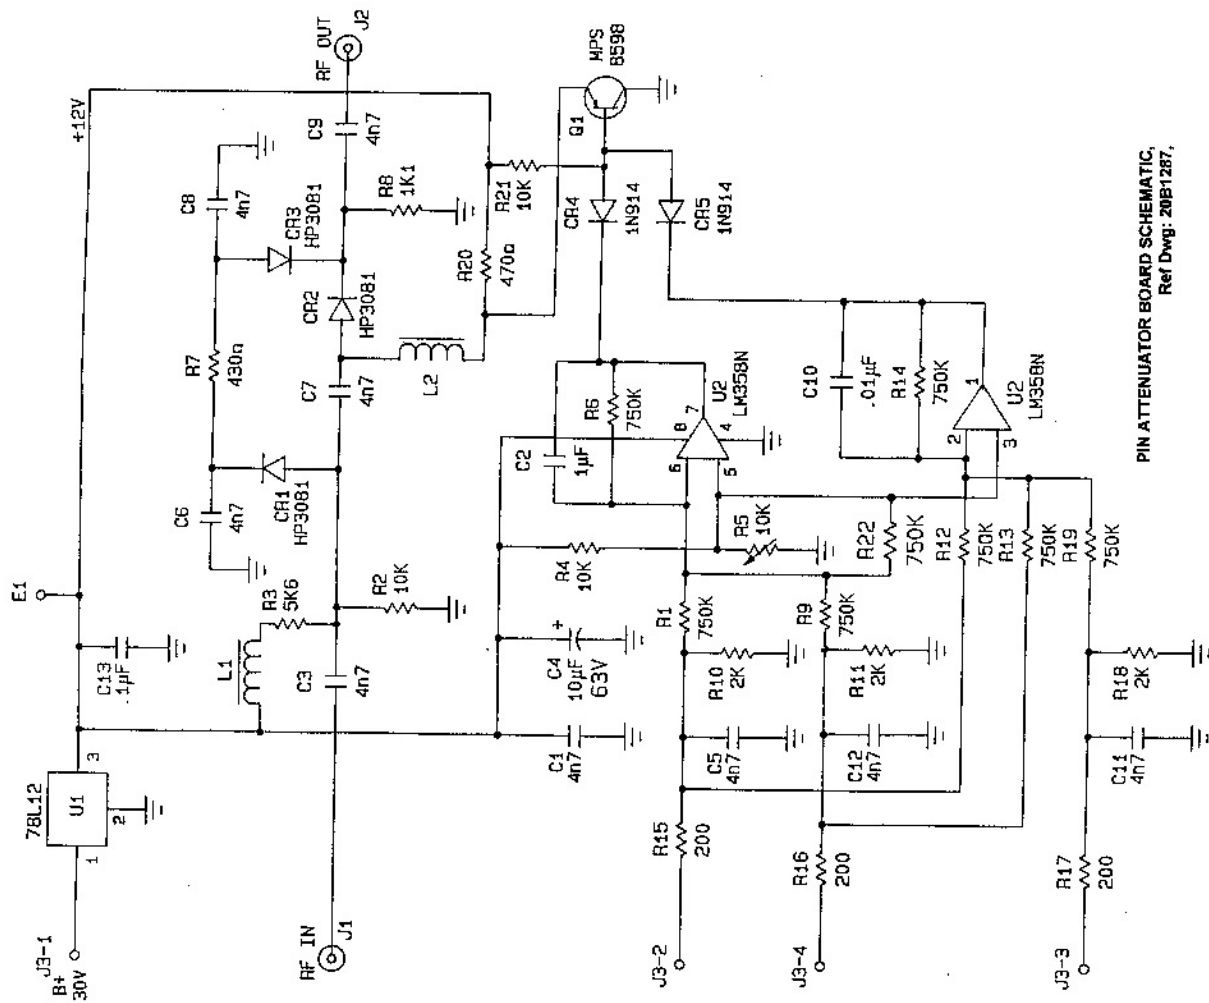 J3-1
B+
30V
78L12
U1
1
2
3
C13
.1µF
E1
+12V
C6
4n7
R7
430Ω
C8
4n7
L1
R3
5K6
CR1
HP3081
CR3
HP3081
RF IN
J1
C3
4n7
R2
10K
C7
4n7
CR2
HP3081
R8
1K1
C9
4n7
RF OUT
J2
L2
R20
470Ω
R21
10K
C1
4n7
C4
+
10µF
63V
R4
10K
C2
1µF
R6
750K
CR4
1N914
Q1
MPS
8598
6
5
8
4
7
U2
LM358N
R5
10K
CR5
1N914
J3-2
R15
200
C5
4n7
R10
2K
R1
750K
J3-4
R16
200
C12
4n7
R11
2K
R9
750K
R22
750K
R12
750K
R13
750K
R19
750K
C10
.01µF
R14
750K
2
3
1
U2
LM358N
J3-3
R17
200
C11
4n7
R18
2K
PIN ATTENUATOR BOARD SCHEMATIC,
Ref Dwg: 20B1287,